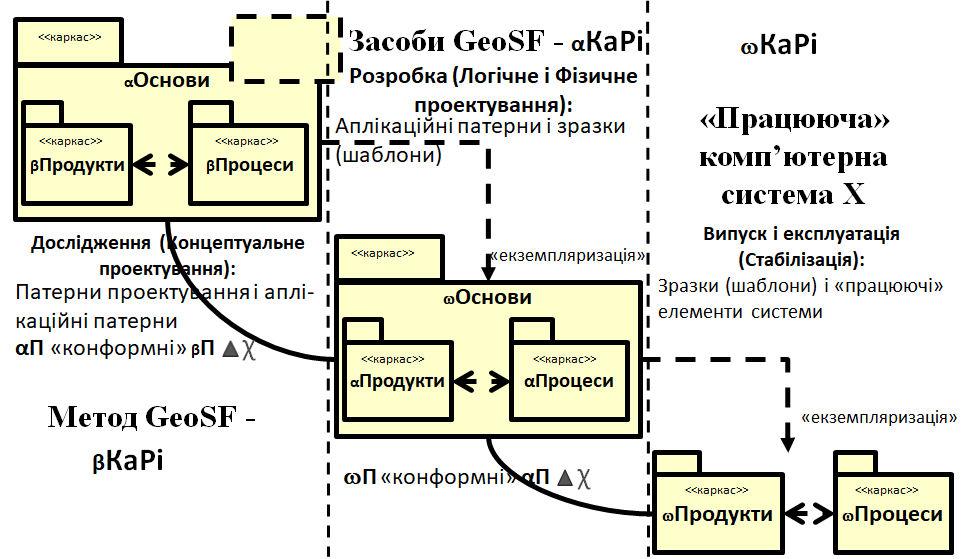 <<каркас>>
αОснови
<<каркас>>
βПродукти
<<каркас>>
βПроцеси
Дослідження (Концептуальне
проектування):
Патерни проектування і аплі-
каційні патерни
αП «конформні» βП ▲χ
Метод GeoSF -
βКаРі
Засоби GeoSF - αКаРі
Розробка (Логічне і Фізичне
проектування):
Аплікаційні патерни і зразки
(шаблони)
«екземпляризація»
<<каркас>>
ωОснови
<<каркас>>
αПродукти
<<каркас>>
αПроцеси
ωП «конформні» αП ▲χ
ωКаРі
«Працююча»
комп’ютерна
система X
Випуск і експлуатація
(Стабілізація):
Зразки (шаблони) і «працюючі»
елементи системи
«екземпляризація»
<<каркас>>
ωПродукти
<<каркас>>
ωПроцеси